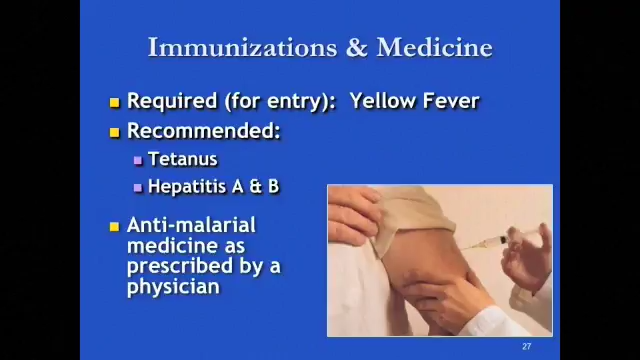 Immunizations & Medicine
Required (for entry): Yellow Fever
Recommended:
Tetanus
Hepatitis A & B
Anti-malarial
medicine as
prescribed by a
physician
27